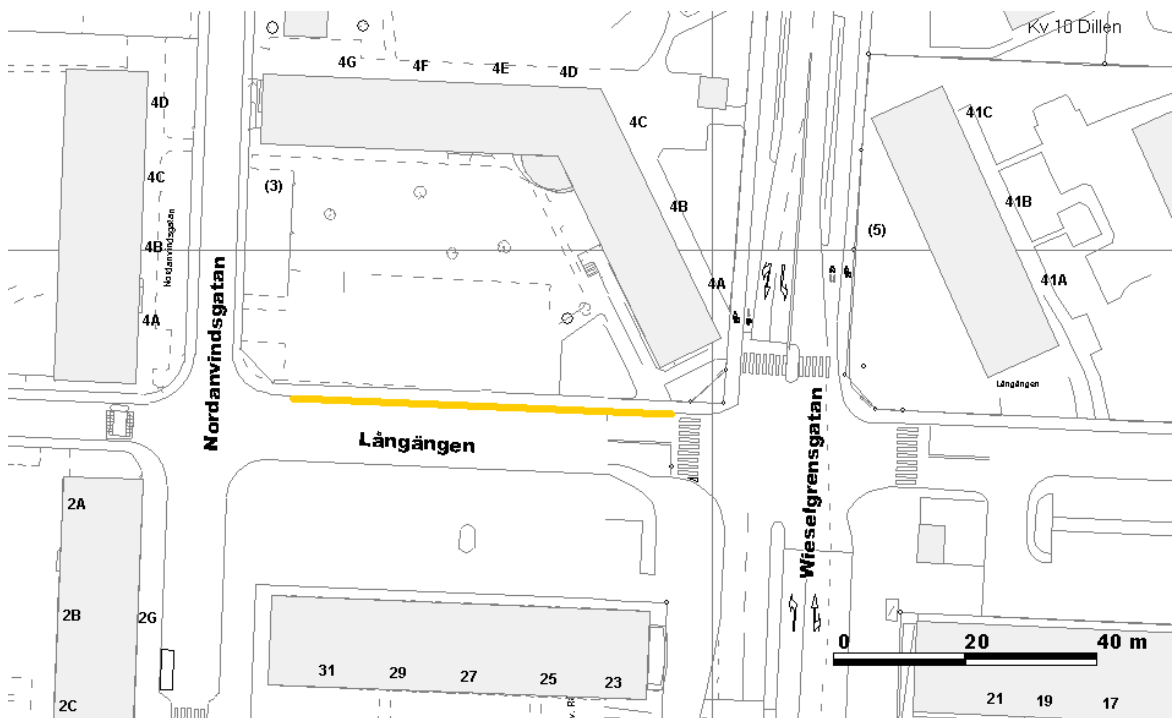 Kv 10 Dillen
4G
4F
4E
4D
4D
4C
41C
4C
(3)
4B
41B
Nordanvindsgatan
(5)
4B
4A
41A
4A
Nordanvindsgatan
Långängen
Långängen
Wieselgrensgatan
2A
2B
2G
0
20
40 m
31
29
27
25
23
21
19
17
2C